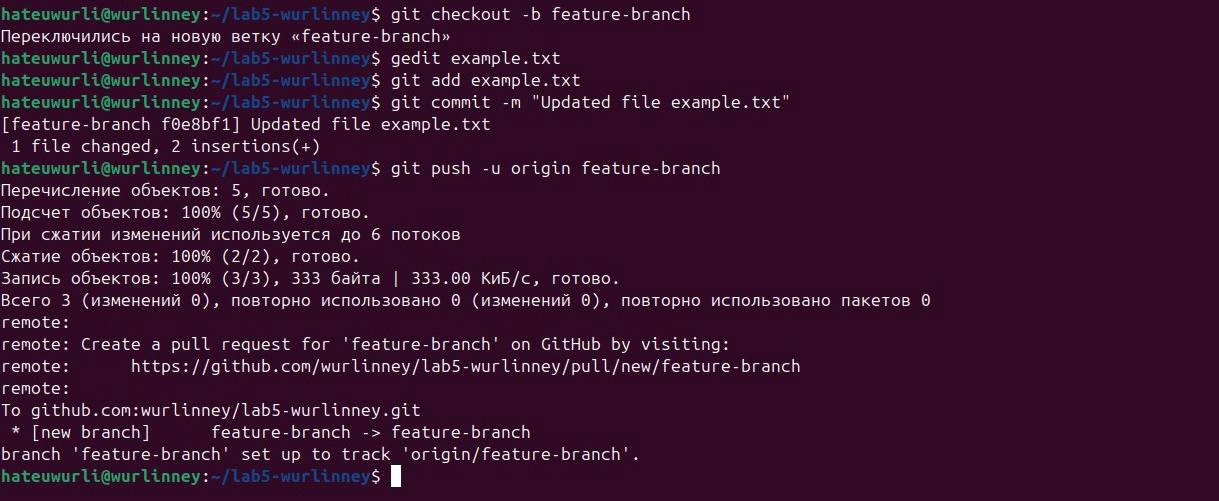 hateuwurli@wurlinney:~/lab5-wurlinney$ git checkout -b feature-branch
Переключились на новую ветку «feature-branch»
hateuwurli@wurlinney:~/lab5-wurlinney$ gedit example.txt
hateuwurli@wurlinney:~/lab5-wurlinney$ git add example.txt
hateuwurli@wurlinney:~/lab5-wurlinney$ git commit -m "Updated file example.txt"
[feature-branch f0e8bf1] Updated file example.txt
 1 file changed, 2 insertions(+)
hateuwurli@wurlinney:~/lab5-wurlinney$ git push -u origin feature-branch
Перечисление объектов: 5, готово.
Подсчет объектов: 100% (5/5), готово.
При сжатии изменений используется до 6 потоков
Сжатие объектов: 100% (2/2), готово.
Запись объектов: 100% (3/3), 333 байта | 333.00 КиБ/с, готово.
Всего 3 (изменений 0), повторно использовано 0 (изменений 0), повторно использовано пакетов 0
remote:
remote: Create a pull request for 'feature-branch' on GitHub by visiting:
remote:      https://github.com/wurlinney/lab5-wurlinney/pull/new/feature-branch
remote:
To github.com:wurlinney/lab5-wurlinney.git
 * [new branch]      feature-branch -> feature-branch
branch 'feature-branch' set up to track 'origin/feature-branch'.
hateuwurli@wurlinney:~/lab5-wurlinney$